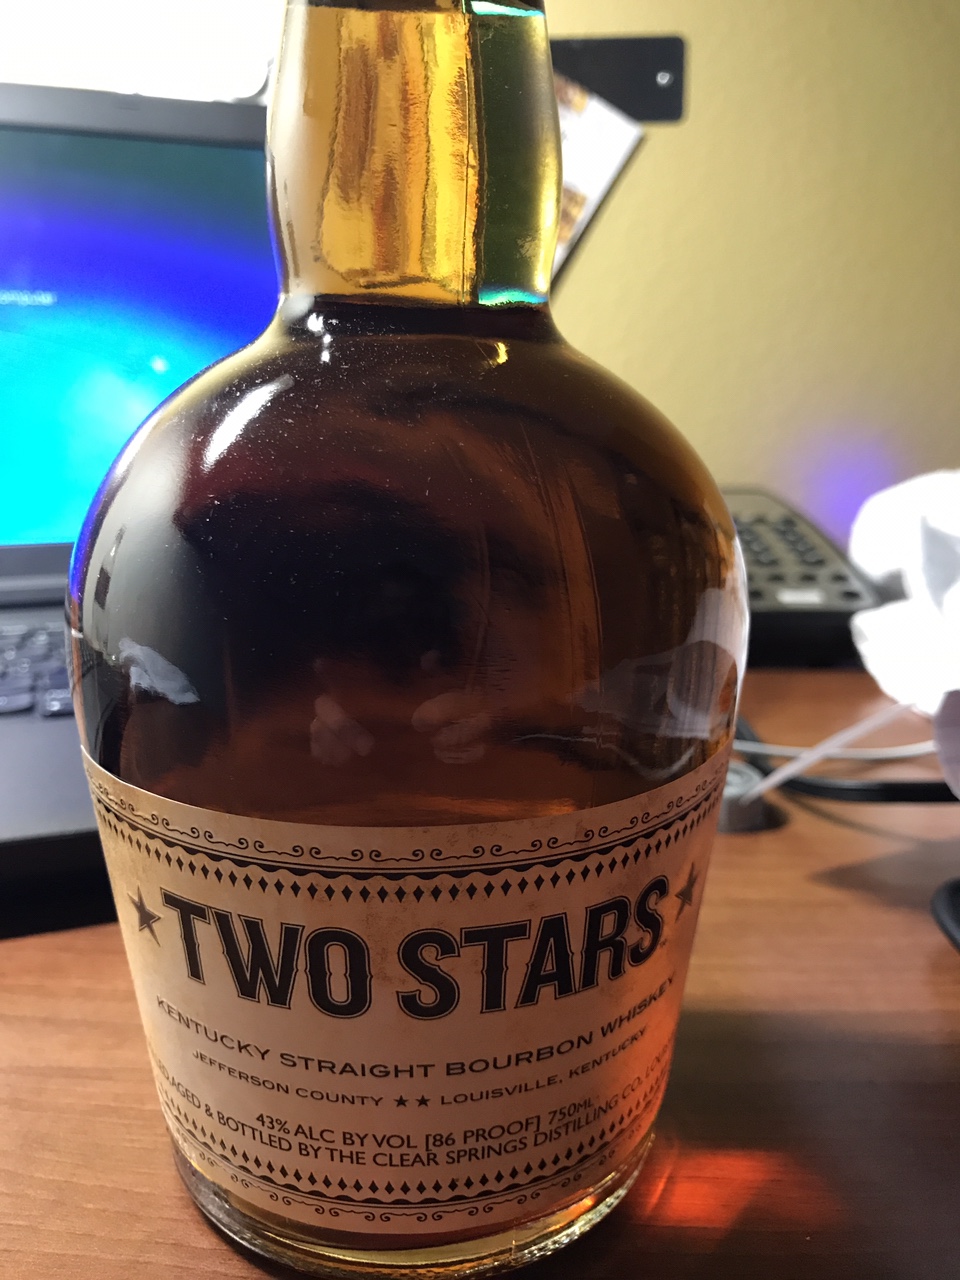 TWO STARS
KENTUCKY STRAIGHT BOURBON WHISKEY
JEFFERSON COUNTY ★★ LOUISVILLE, KENTUCKY
43% ALC BY VOL [86 PROOF] 750ML
AGED & BOTTLED BY THE CLEAR SPRINGS DISTILLING CO.